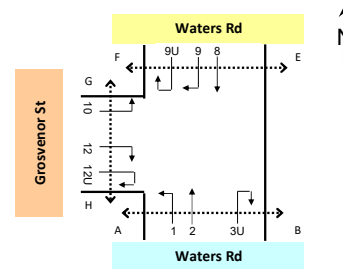 Waters Rd
N
F
9U
9
8
E
G
10
Grosvenor St
12
12U
H
A
1
2
3U
B
Waters Rd